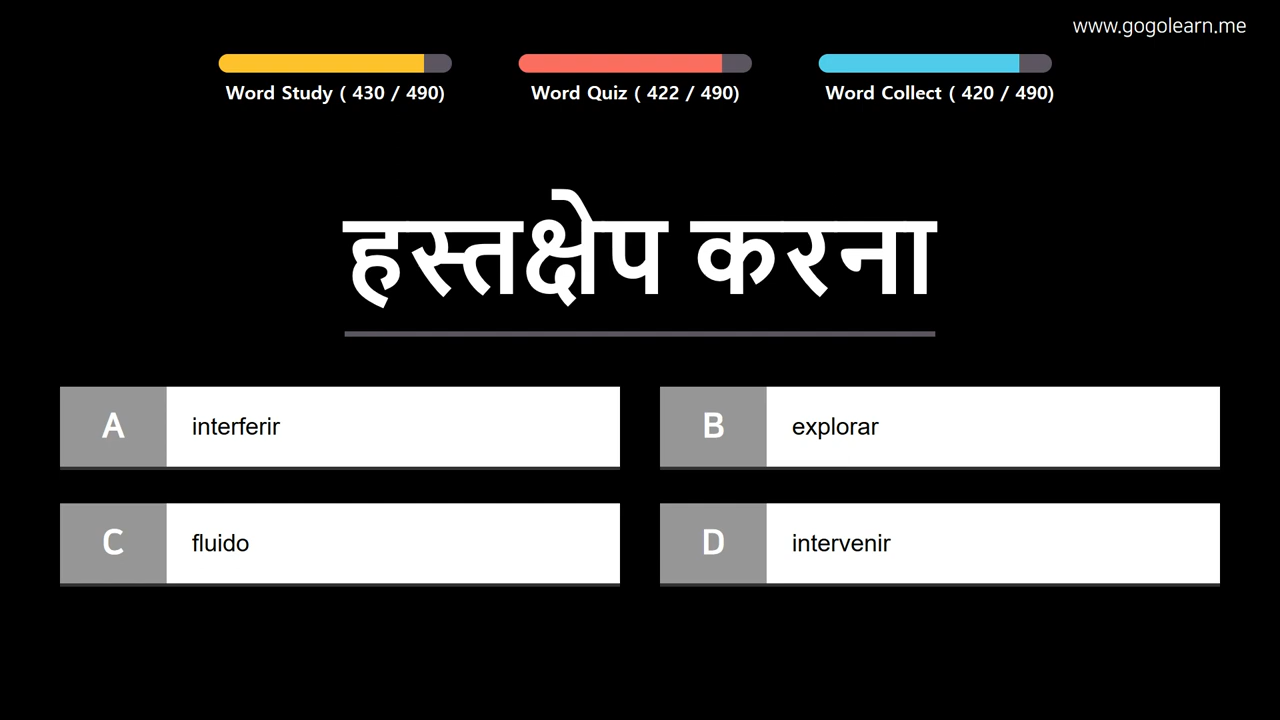 www.gogolearn.me
Word Study ( 430 / 490)
Word Quiz ( 422 / 490)
Word Collect ( 420 / 490)
हस्तक्षेप करना
A interferir
B explorar
C fluido
D intervenir